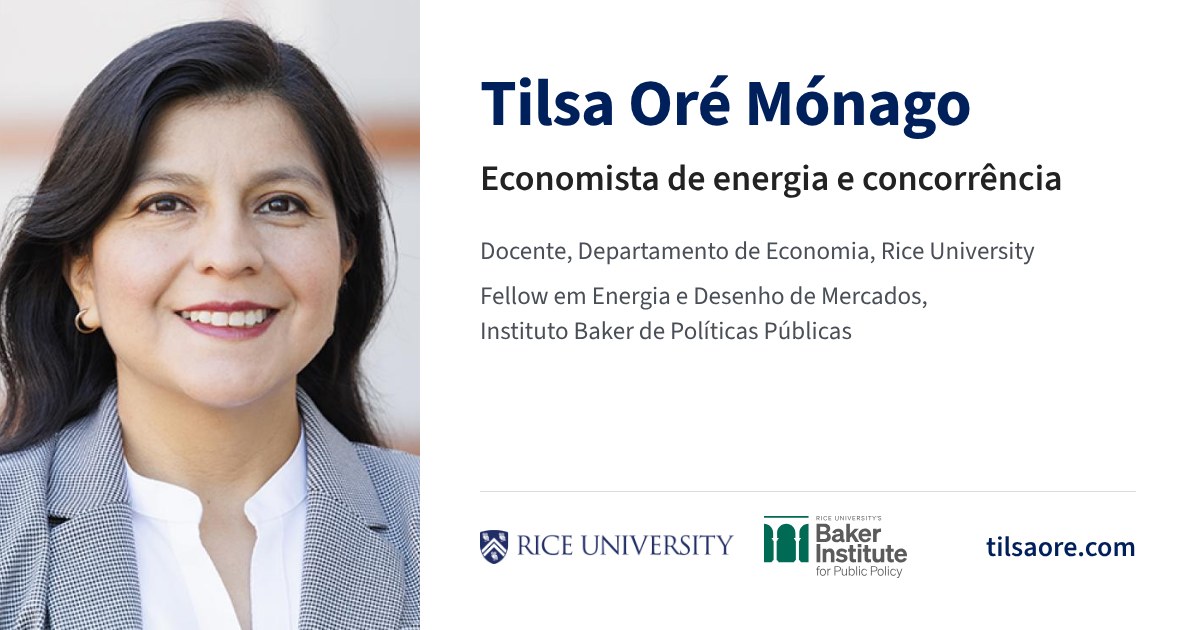 Tilsa Oré Mónago
Economista de energia e concorrência
Docente, Departamento de Economia, Rice University
Fellow em Energia e Desenho de Mercados,
Instituto Baker de Políticas Públicas
RICE UNIVERSITY
RICE UNIVERSITY'S
Baker
Institute
for Public Policy
tilsaore.com